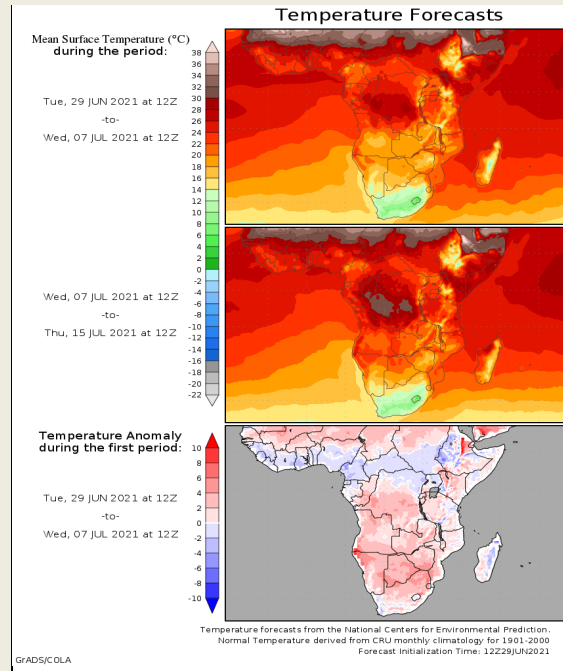 Temperature Forecasts
Mean Surface Temperature (°C)
during the period:
Tue, 29 JUN 2021 at 12Z
-to-
Wed, 07 JUL 2021 at 12Z
38
36
34
32
30
28
26
24
22
20
18
16
14
12
10
8
6
4
2
0
-2
-4
-6
-8
-10
-12
-14
-16
-18
-20
-22
Wed, 07 JUL 2021 at 12Z
-to-
Thu, 15 JUL 2021 at 12Z
Temperature Anomaly
during the first period:
Tue, 29 JUN 2021 at 12Z
-to-
Wed, 07 JUL 2021 at 12Z
10
8
6
4
2
0
-2
-4
-6
-8
-10
Temperature forecasts from the National Centers for Environmental Prediction.
Normal Temperature derived from CRU monthly climatology for 1901-2000
Forecast Initialization Time: 12Z29JUN2021
GrADS/COLA